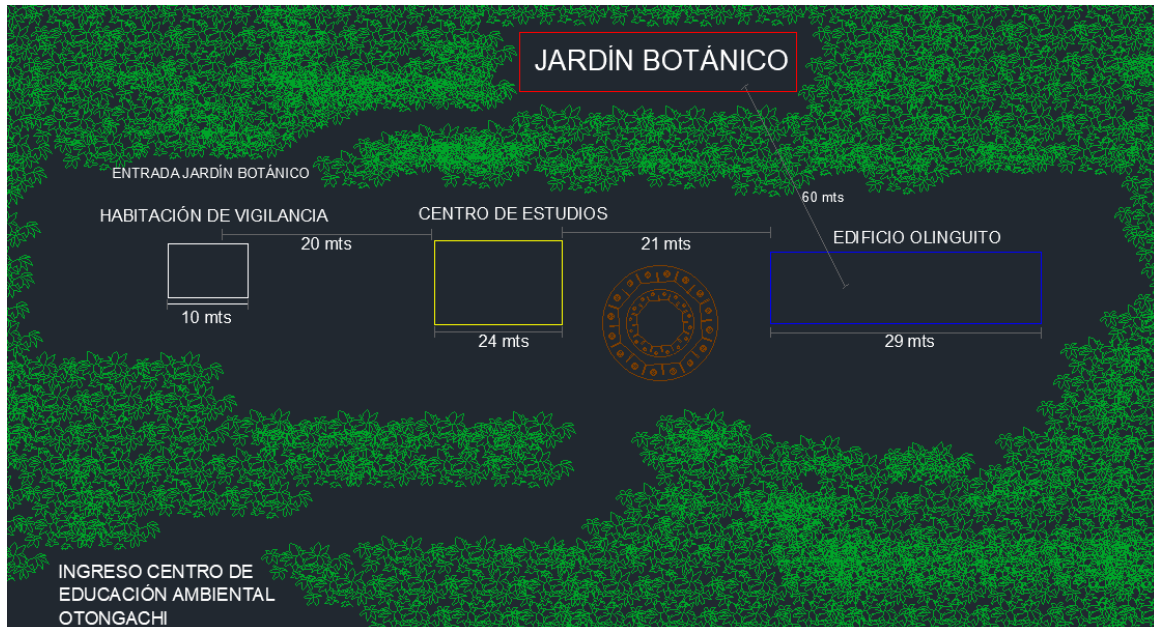 JARDÍN BOTÁNICO
ENTRADA JARDÍN BOTÁNICO
60 mts
HABITACIÓN DE VIGILANCIA
CENTRO DE ESTUDIOS
EDIFICIO OLINGUITO
20 mts
21 mts
10 mts
24 mts
29 mts
INGRESO CENTRO DE
EDUCACIÓN AMBIENTAL
OTONGACHI